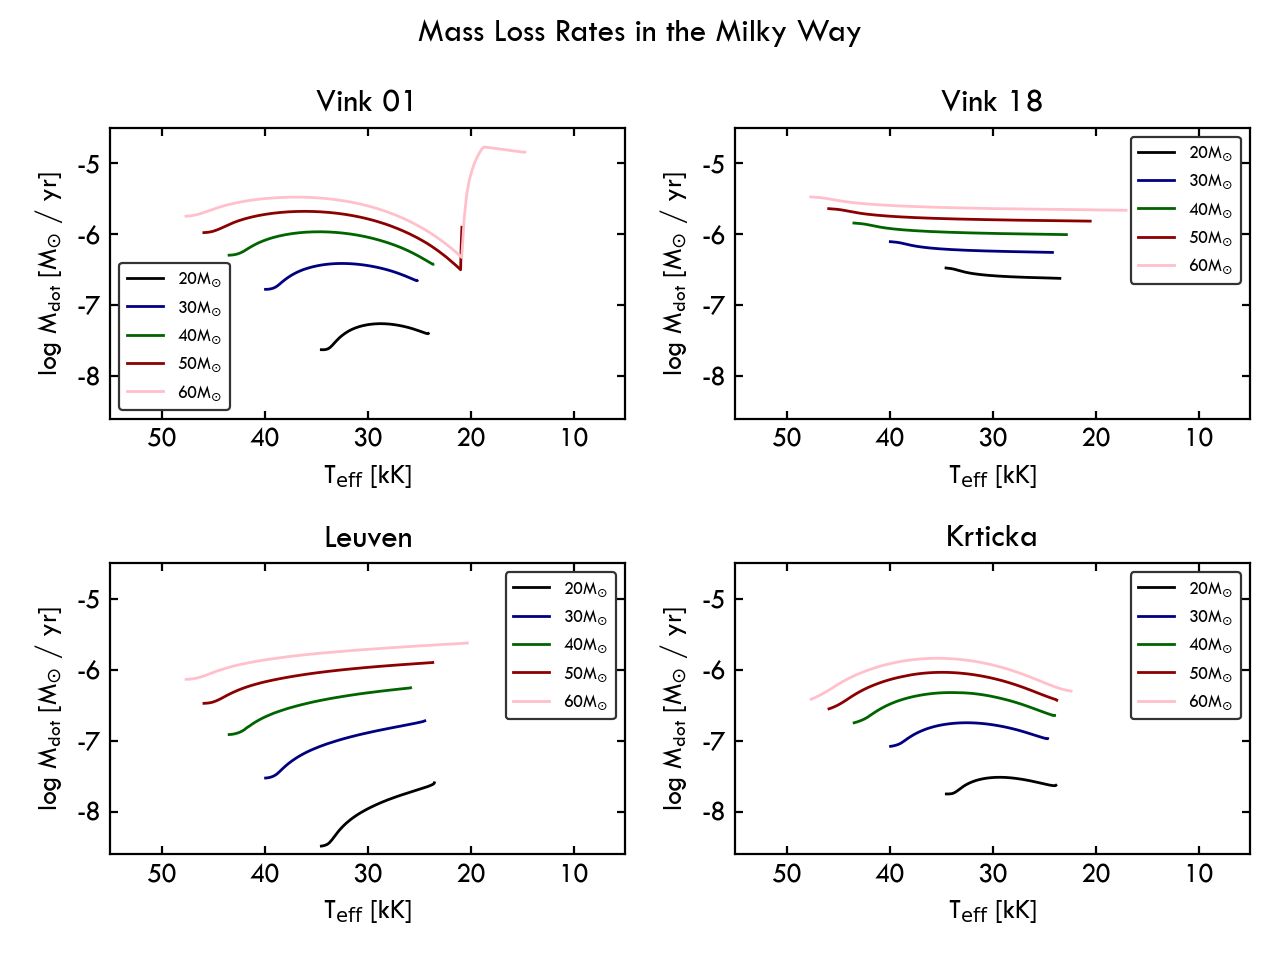 Mass Loss Rates in the Milky Way
Vink 01
log M_dot [M⊙ / yr]
-5
-6
-7
-8
20M⊙
30M⊙
40M⊙
50M⊙
60M⊙
50 40 30 20 10
T_eff [kK]
Vink 18
log M_dot [M⊙ / yr]
-5
-6
-7
-8
20M⊙
30M⊙
40M⊙
50M⊙
60M⊙
50 40 30 20 10
T_eff [kK]
Leuven
log M_dot [M⊙ / yr]
-5
-6
-7
-8
20M⊙
30M⊙
40M⊙
50M⊙
60M⊙
50 40 30 20 10
T_eff [kK]
Krticka
log M_dot [M⊙ / yr]
-5
-6
-7
-8
20M⊙
30M⊙
40M⊙
50M⊙
60M⊙
50 40 30 20 10
T_eff [kK]